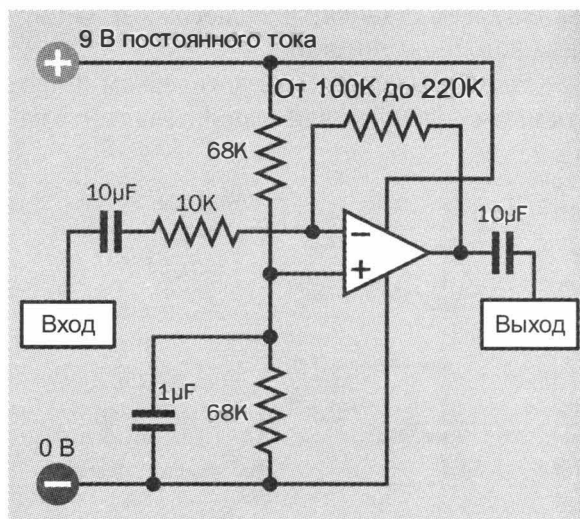 9 В постоянного тока
От 100K до 220K
68K
10µF
10K
10µF
Вход
Выход
1µF
68K
0 В